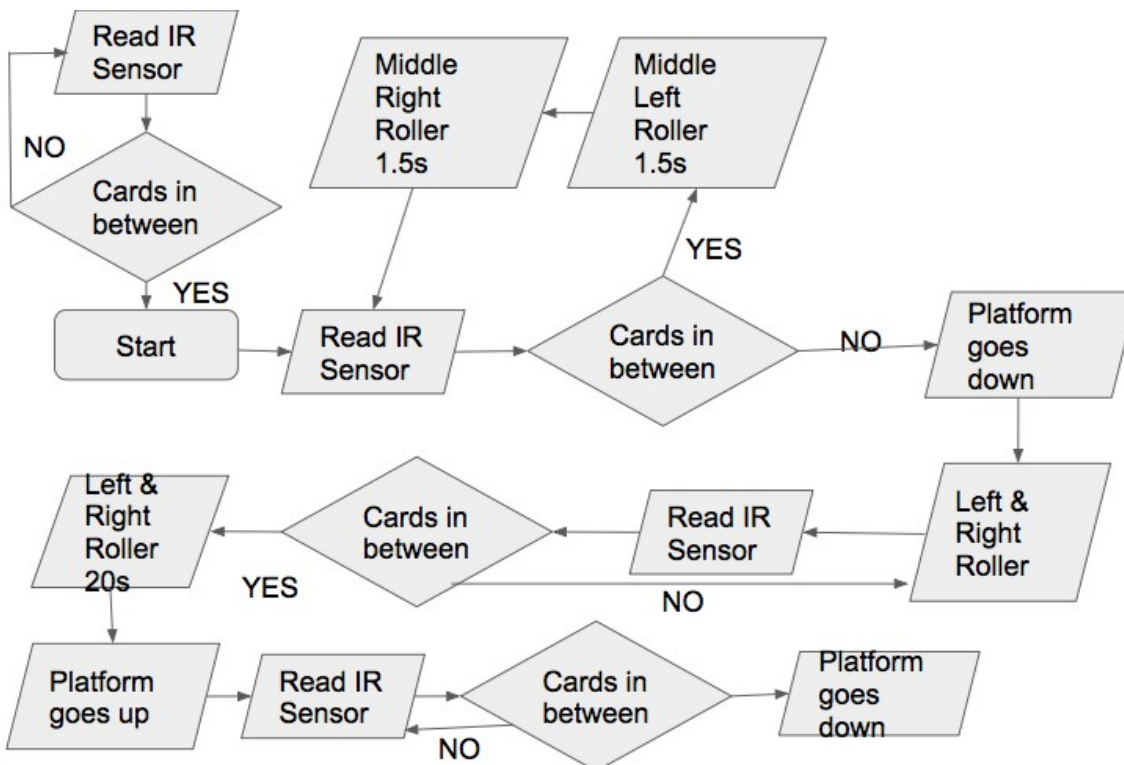 Read IR
Sensor
NO
Cards in
between
YES
Start
Middle
Right
Roller
1.5s
Middle
Left
Roller
1.5s
YES
Read IR
Sensor
Cards in
between
NO
Platform
goes
down
Left &
Right
Roller
Read IR
Sensor
Cards in
between
NO
YES
Left &
Right
Roller
20s
Platform
goes up
Read IR
Sensor
Cards in
between
NO
Platform
goes
down